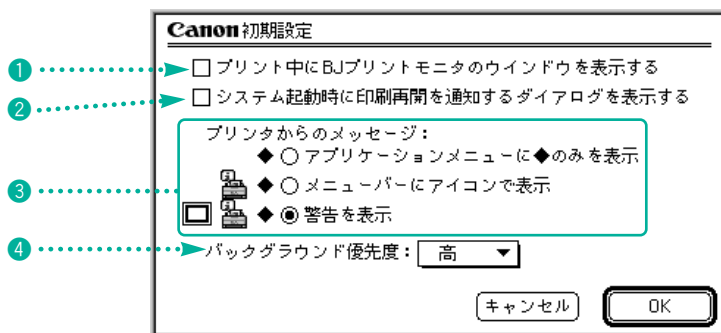 Canon 初期設定
❶ プリント中にBJプリントモニタのウインドウを表示する
❷ システム起動時に印刷再開を通知するダイアログを表示する
❸ プリンタからのメッセージ：
◆ アプリケーションメニューに◆のみを表示
◆ メニューバーにアイコンで表示
◆ 警告を表示
❹ バックグラウンド優先度： 高
キャンセル OK